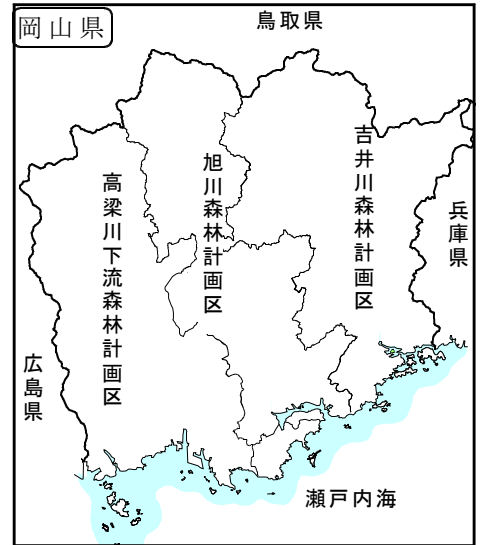 岡山県
鳥取県
吉井川森林計画区
旭川森林計画区
高梁川下流森林計画区
兵庫県
広島県
瀬戸内海